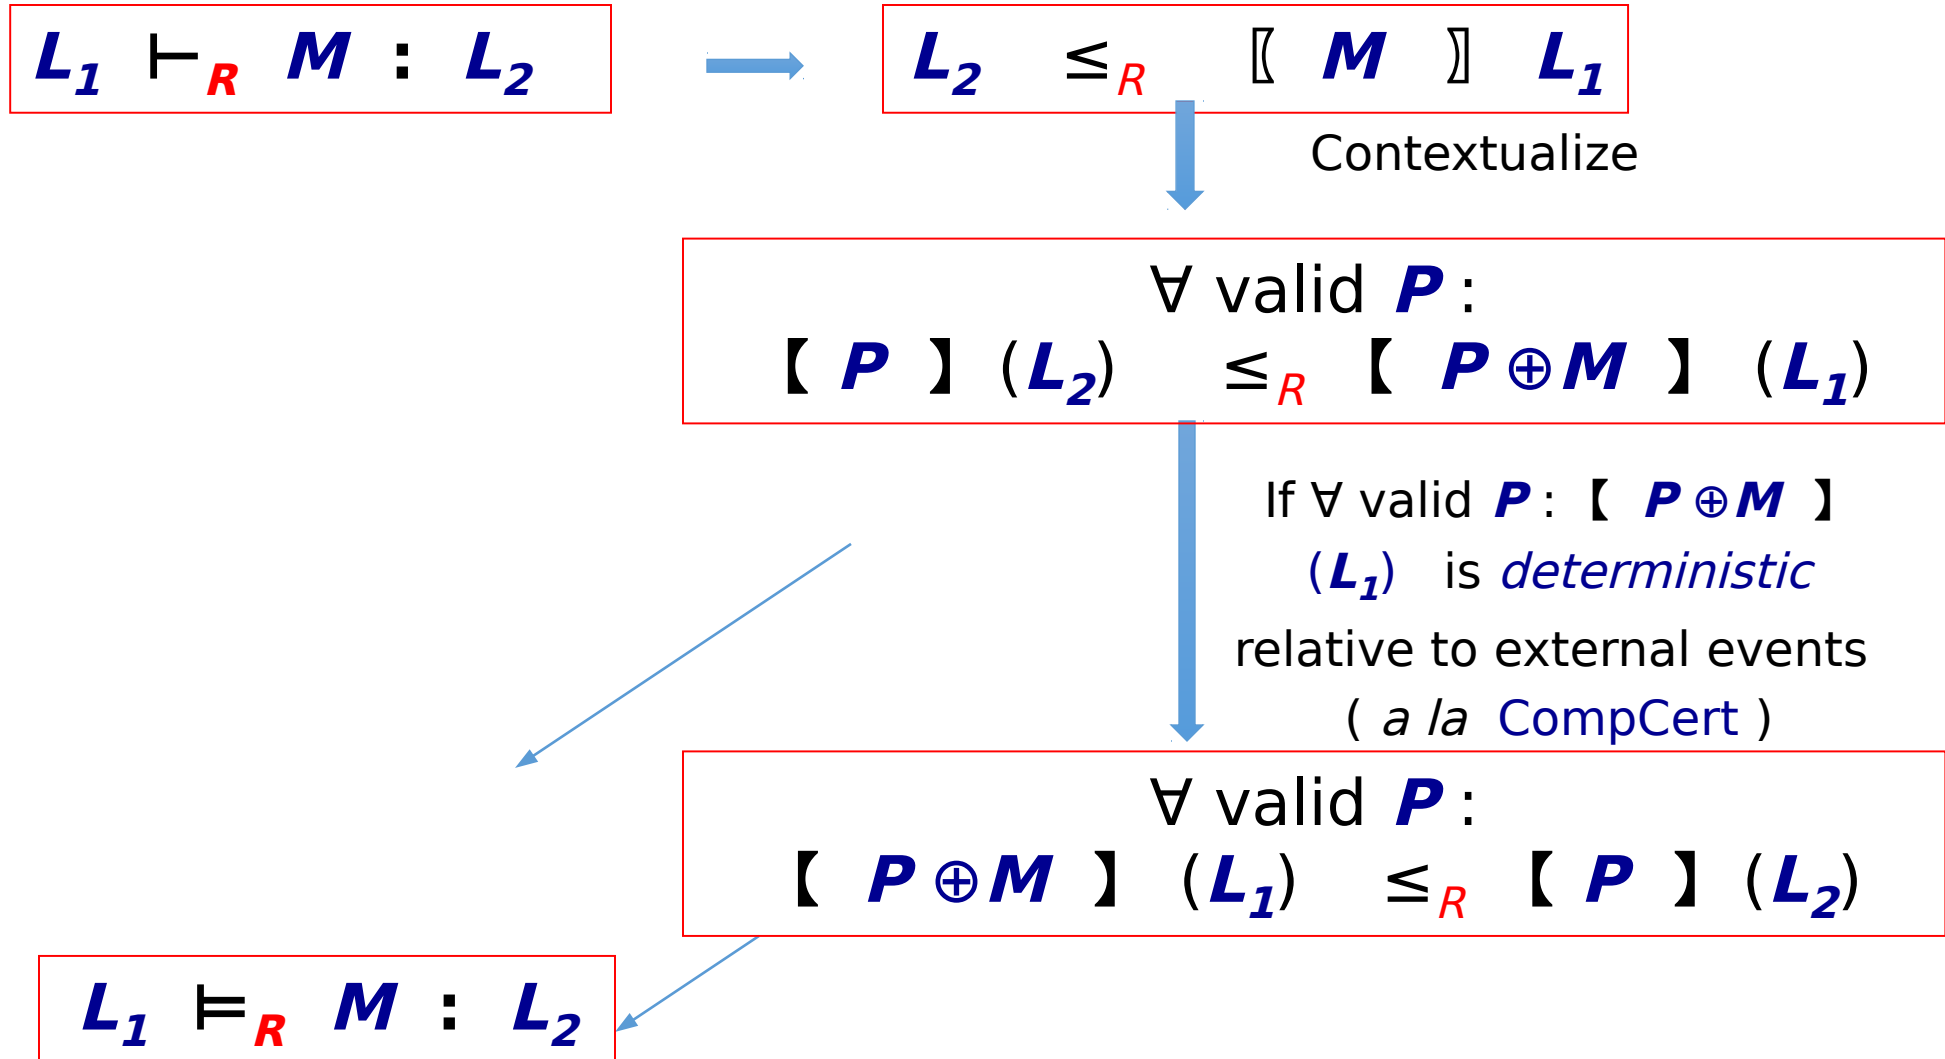 L₁ ⊢R M : L₂
L₂ ≤R 〖 M 〗 L₁
Contextualize
∀ valid P :
【 P 】 (L₂) ≤R 【 P ⊕M 】 (L₁)
If ∀ valid P : 【 P ⊕M 】
(L₁) is deterministic
relative to external events
( a la CompCert )
∀ valid P :
【 P ⊕M 】 (L₁) ≤R 【 P 】 (L₂)
L₁ ⊨R M : L₂